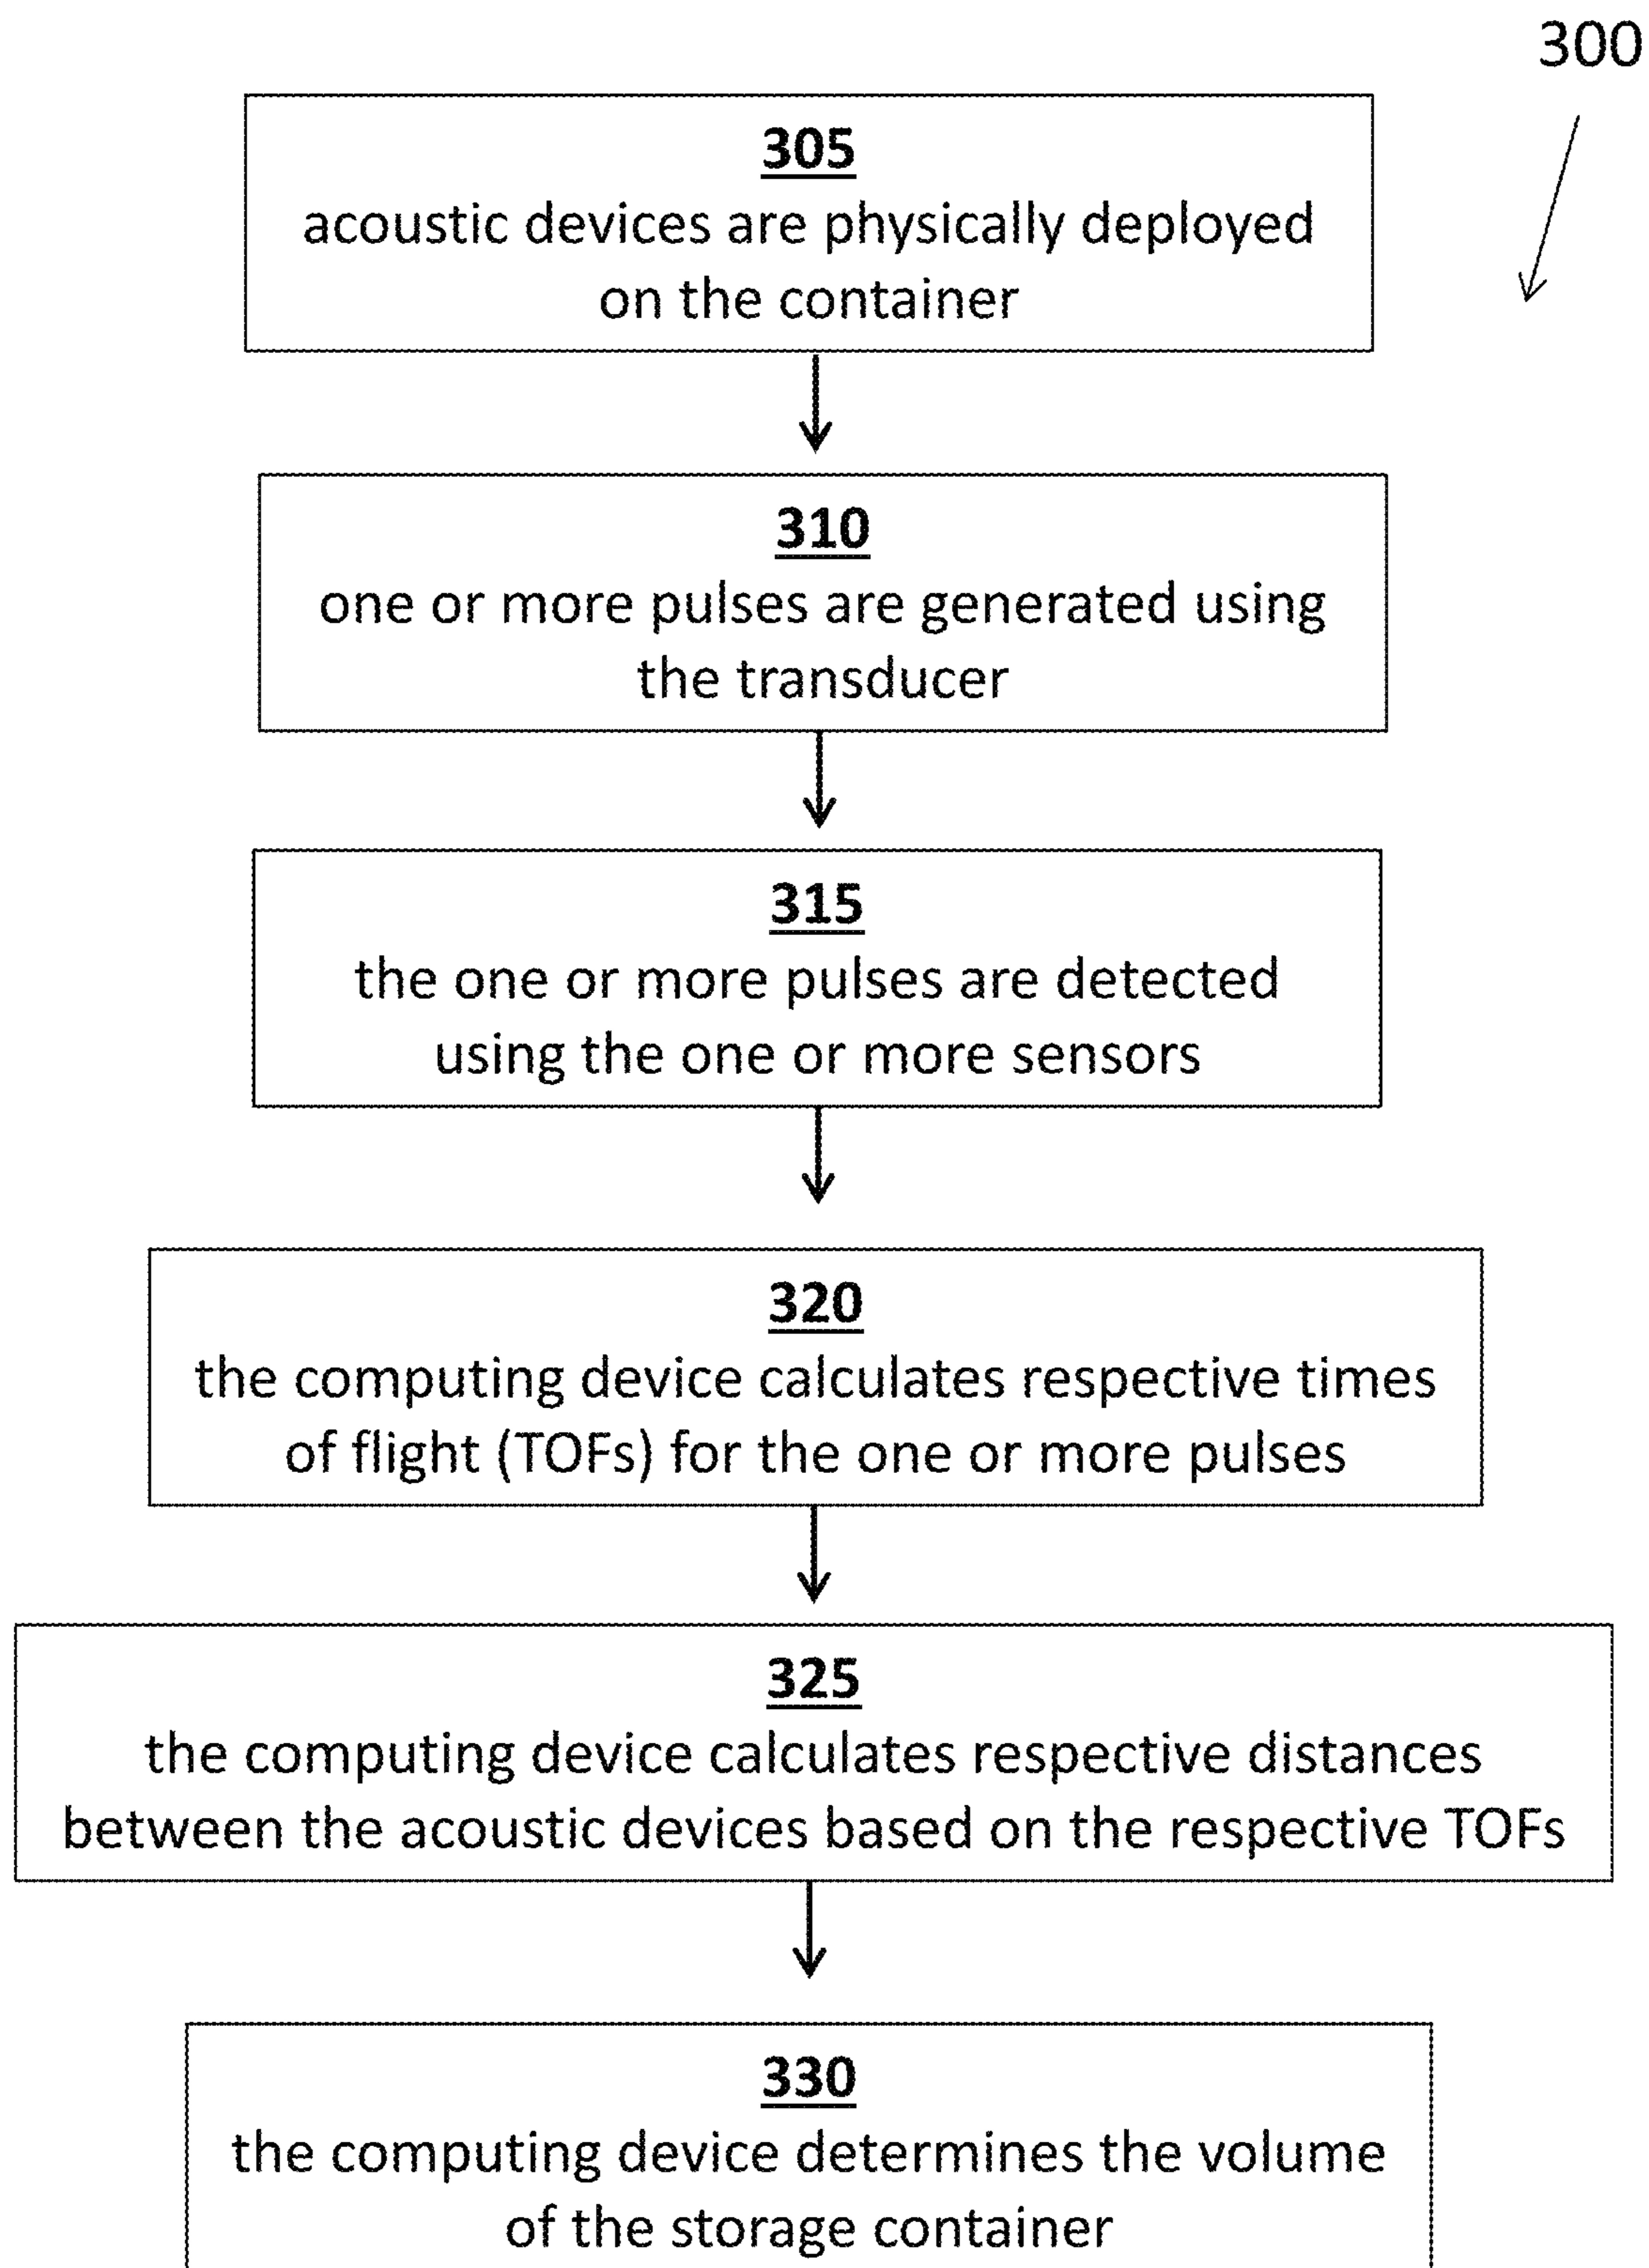 300
305
acoustic devices are physically deployed
on the container
310
one or more pulses are generated using
the transducer
315
the one or more pulses are detected
using the one or more sensors
320
the computing device calculates respective times
of flight (TOFs) for the one or more pulses
325
the computing device calculates respective distances
between the acoustic devices based on the respective TOFs
330
the computing device determines the volume
of the storage container